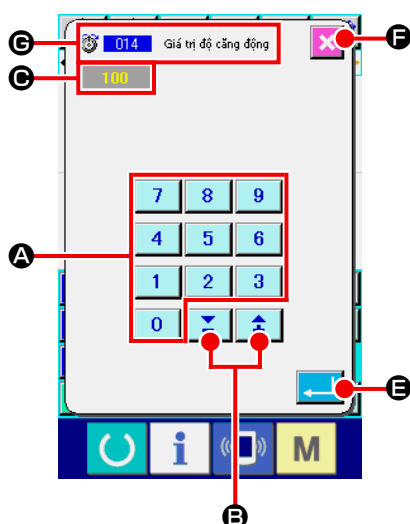 G 014 Giá trị độ căng động F
C 100
7 8 9
A 4 5 6
1 2 3
0
E
i M
B